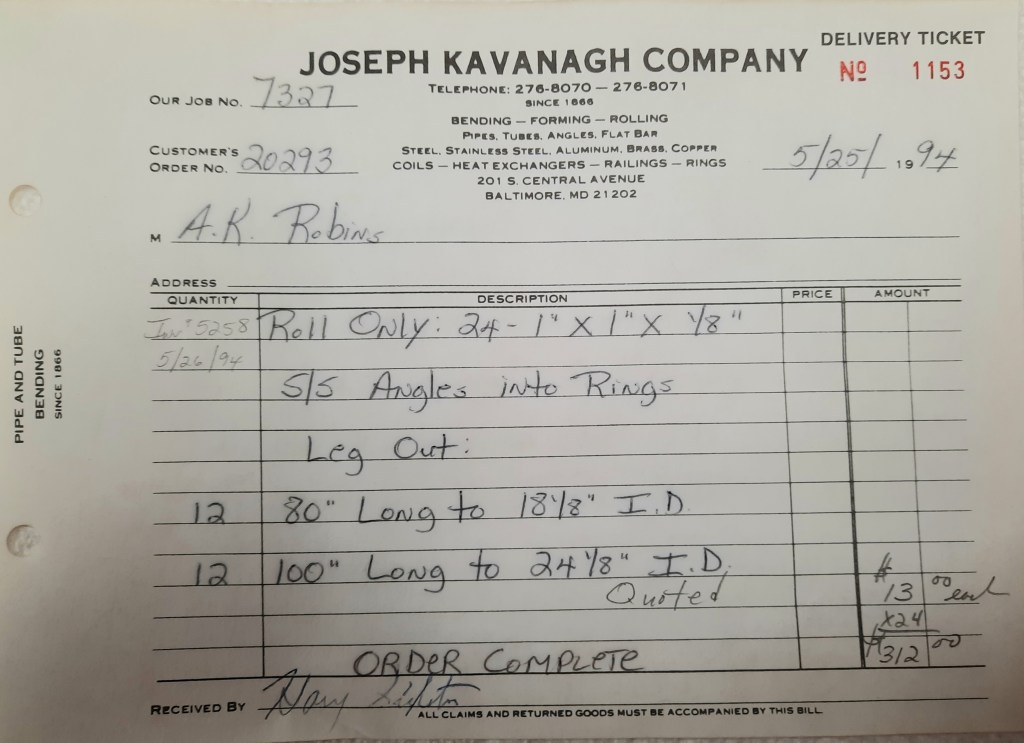 DELIVERY TICKET
JOSEPH KAVANAGH COMPANY
Nº 1153
OUR JOB NO. 7327
TELEPHONE: 276-8070 — 276-8071
SINCE 1866
BENDING — FORMING — ROLLING
PIPES, TUBES, ANGLES, FLAT BAR
CUSTOMER'S ORDER NO. 20293
STEEL, STAINLESS STEEL, ALUMINUM, BRASS, COPPER
COILS — HEAT EXCHANGERS — RAILINGS — RINGS
5/25/ 1994
201 S. CENTRAL AVENUE
BALTIMORE, MD 21202
M A.K. Robins
ADDRESS
QUANTITY DESCRIPTION PRICE AMOUNT
Inv# 5258 Roll Only: 24 - 1" X 1" X 1/8"
5/26/94
S/S Angles into Rings
Leg Out:
12 80" Long to 18 1/8" I.D.
12 100" Long to 24 1/8" I.D.
Quoted $13 00 each
X24
$312 00
ORDER COMPLETE
RECEIVED BY
ALL CLAIMS AND RETURNED GOODS MUST BE ACCOMPANIED BY THIS BILL
PIPE AND TUBE
BENDING
SINCE 1866